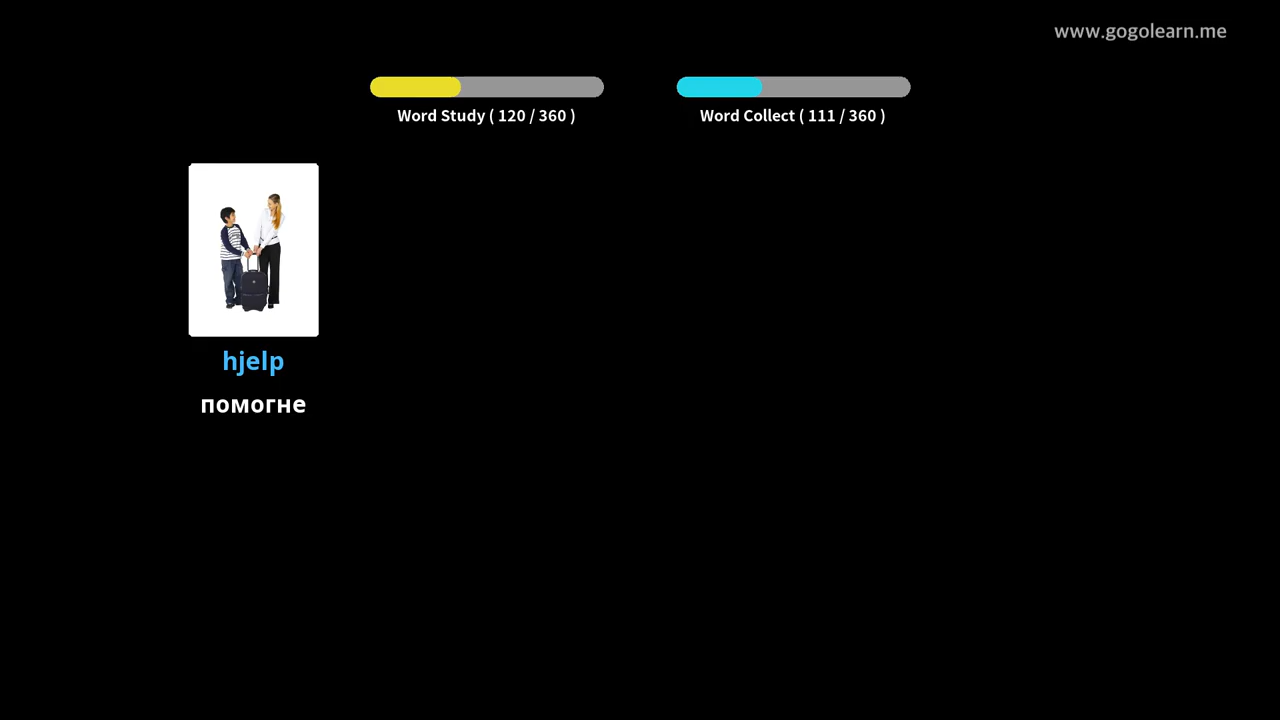 www.gogolearn.me
Word Study ( 120 / 360 )
Word Collect ( 111 / 360 )
hjelp
помогне